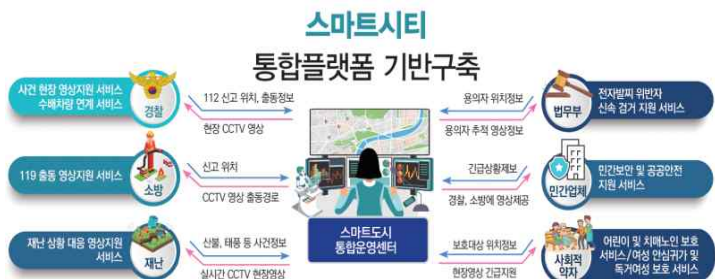 스마트시티
통합플랫폼 기반구축
사건 현장 영상지원 서비스
수배차량 연계 서비스
경찰
112 신고 위치, 출동정보
현장 CCTV 영상
119 출동 영상지원 서비스
소방
신고 위치
CCTV 영상 출동경로
재난 상황 대응 영상지원
서비스
재난
산불, 태풍 등 사건정보
실시간 CCTV 현장영상
스마트도시
통합운영센터
용의자 위치정보
용의자 추적 영상정보
법무부
전자발찌 위반자
신속 검거 지원 서비스
긴급상황제보
경찰, 소방에 영상제공
민간업체
민간보안 및 공공안전
지원 서비스
보호대상 위치정보
현장영상 긴급지원
사회적
약자
어린이 및 치매노인 보호
서비스/여성 안심귀가 및
독거여성 보호 서비스